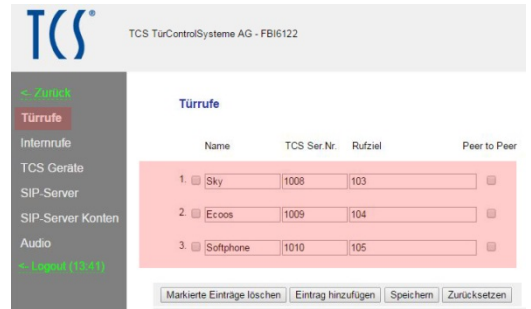 TCS®
TCS TürControlSysteme AG - FBI6122
<- Zurück
Türrufe
Internrufe
TCS Geräte
SIP-Server
SIP-Server Konten
Audio
<- Logout (13:41)
Türrufe
Name TCS Ser.Nr. Rufziel Peer to Peer
1. Sky 1008 103
2. Ecoos 1009 104
3. Softphone 1010 105
Markierte Einträge löschen Eintrag hinzufügen Speichern Zurücksetzen